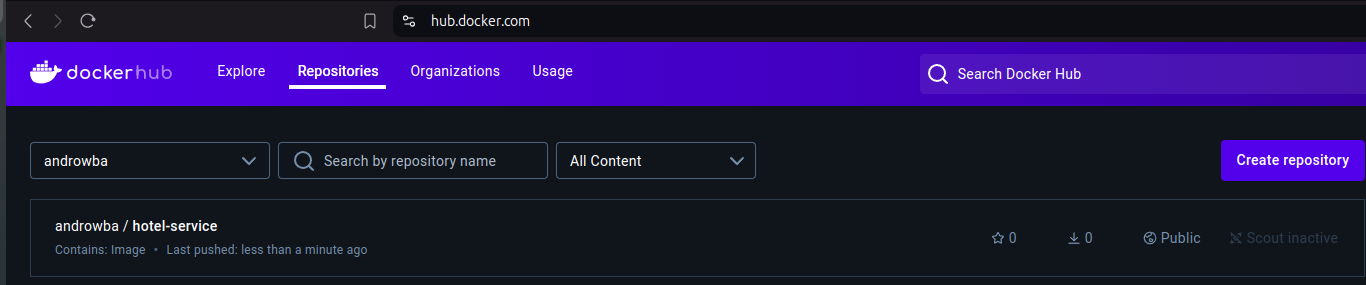 hub.docker.com
dockerhub Explore Repositories Organizations Usage Search Docker Hub
androwba Search by repository name All Content Create repository
androwba / hotel-service
Contains: Image • Last pushed: less than a minute ago
0 0 Public Scout inactive